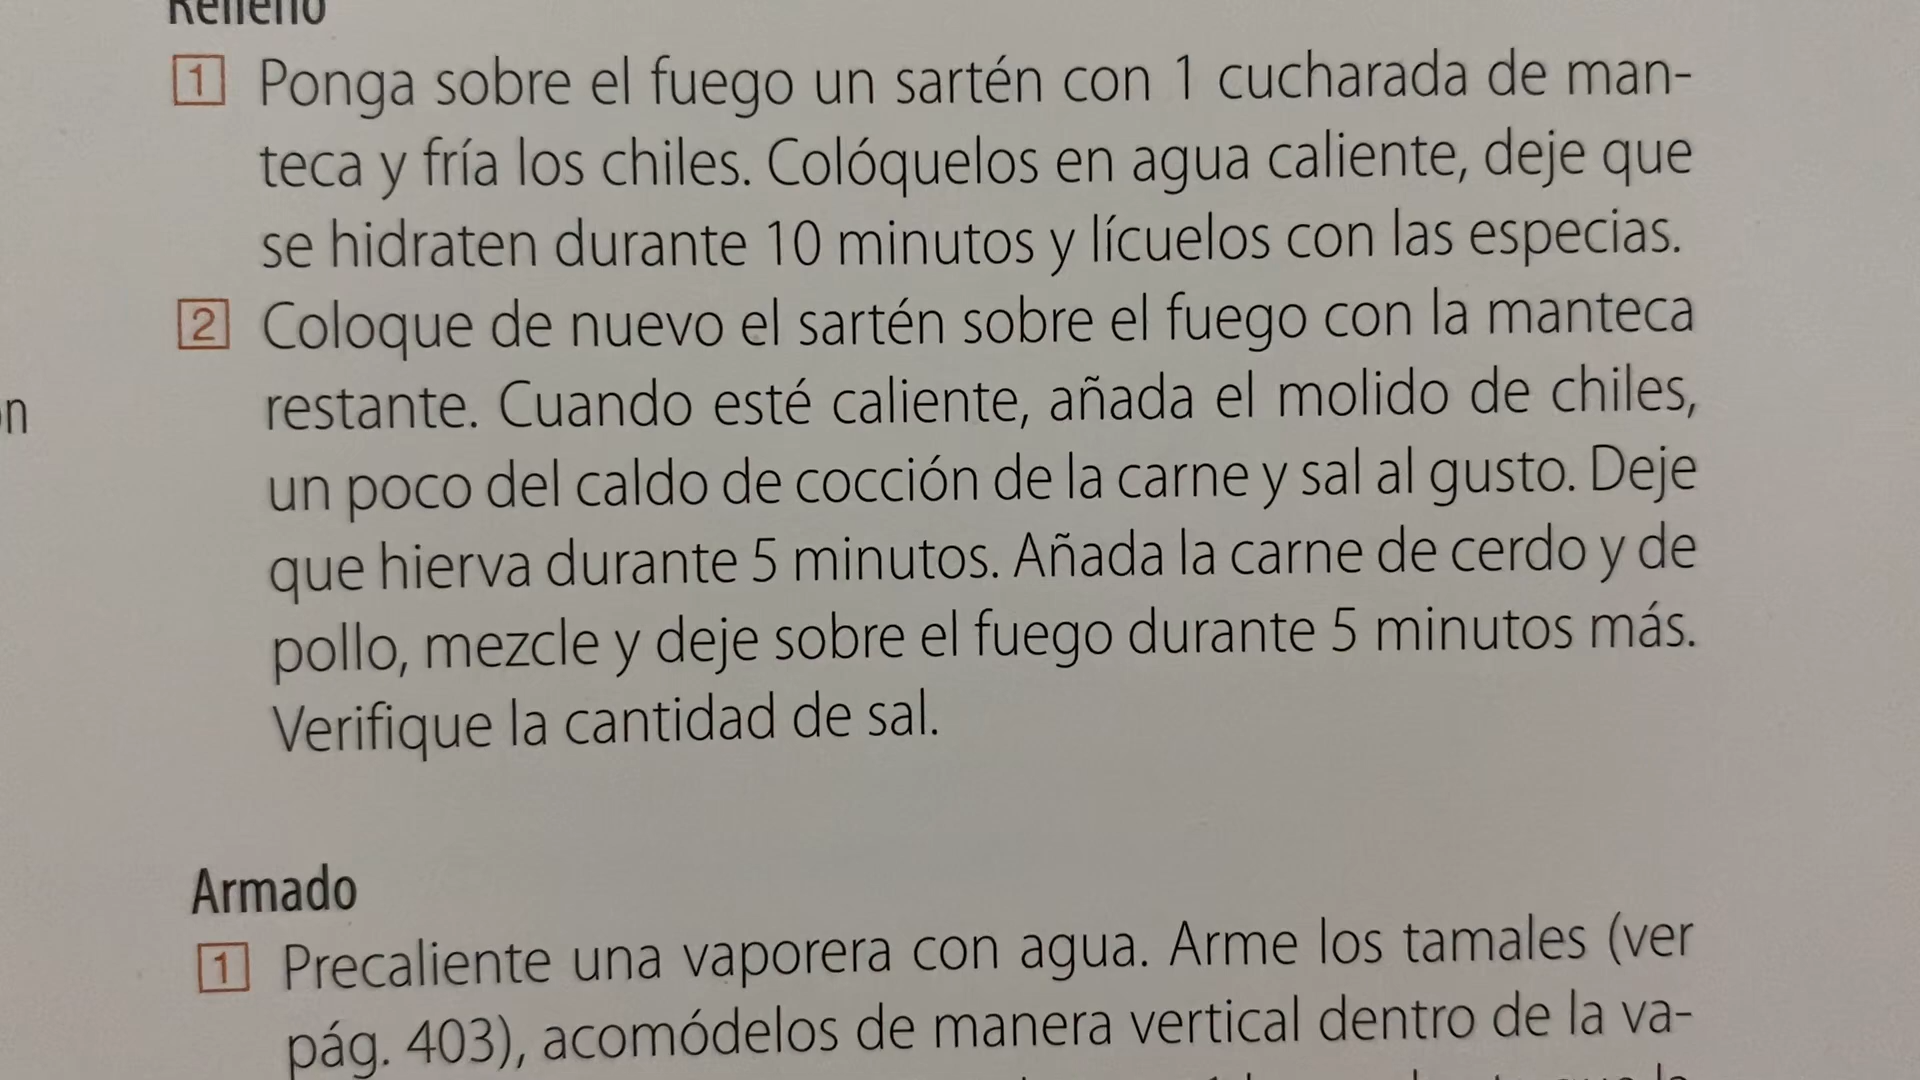 Relleno
1 Ponga sobre el fuego un sartén con 1 cucharada de man-
teca y fría los chiles. Colóquelos en agua caliente, deje que
se hidraten durante 10 minutos y lícuelos con las especias.
2 Coloque de nuevo el sartén sobre el fuego con la manteca
restante. Cuando esté caliente, añada el molido de chiles,
un poco del caldo de cocción de la carne y sal al gusto. Deje
que hierva durante 5 minutos. Añada la carne de cerdo y de
pollo, mezcle y deje sobre el fuego durante 5 minutos más.
Verifique la cantidad de sal.
Armado
1 Precaliente una vaporera con agua. Arme los tamales (ver
pág. 403), acomódelos de manera vertical dentro de la va-